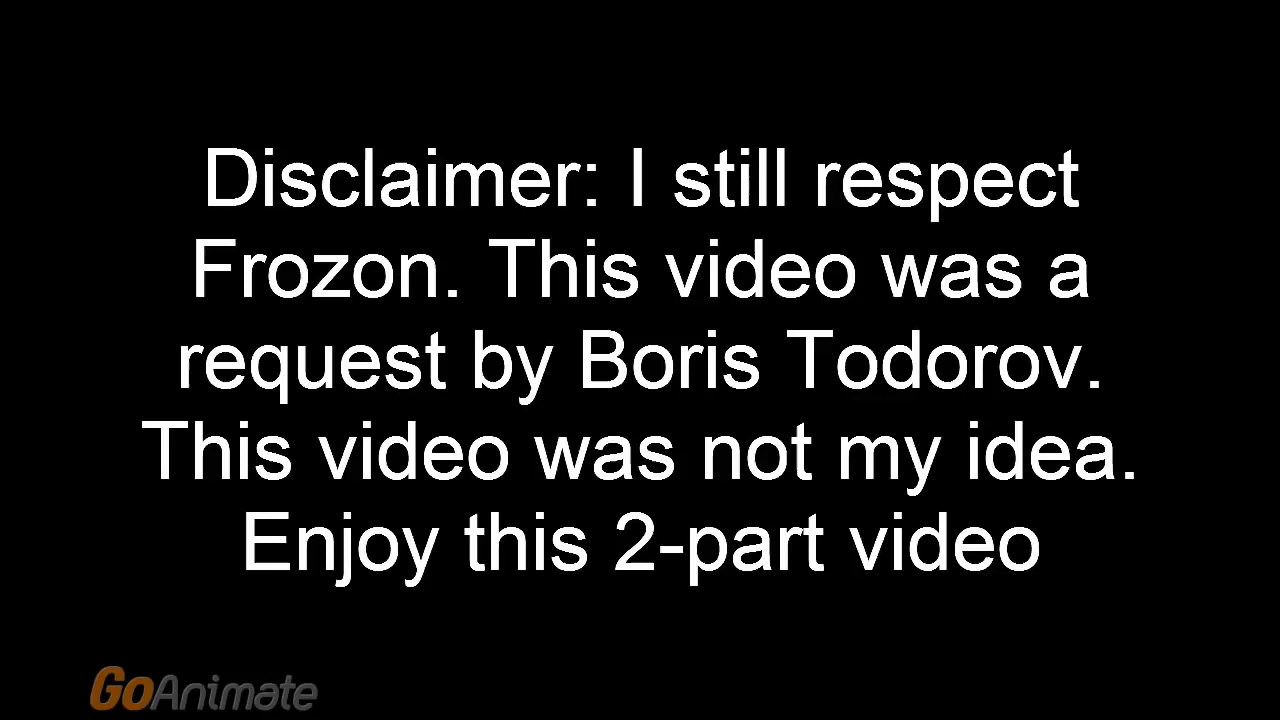 Disclaimer: I still respect
Frozon. This video was a
request by Boris Todorov.
This video was not my idea.
Enjoy this 2-part video
GoAnimate